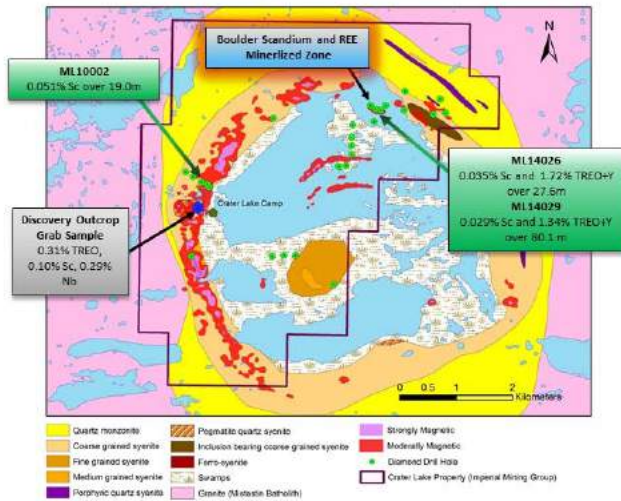 Boulder Scandium and REE
Minerlized Zone
N
ML10002
0.051% Sc over 19.0m
ML14026
0.035% Sc and 1.72% TREO+Y
over 27.6m
ML14029
0.029% Sc and 1.34% TREO+Y
over 80.1 m
Crater Lake Camp
Discovery Outcrop
Grab Sample
0.31% TREO,
0.10% Sc, 0.29%
Nb
0 0.5 1 2
Kilometers
Quartz monzonite
Coarse grained syenite
Fine grained syenite
Medium grained syenite
Porphyric quartz syenite
Pegmatite quartz syenite
Inclusion bearing coarse grained syenite
Ferro-syenite
Swamps
Granite (Mistastin Batholith)
Strongly Magnetic
Moderatly Magnetic
Diamond Drill Hole
Crater Lake Property (Imperial Mining Group)